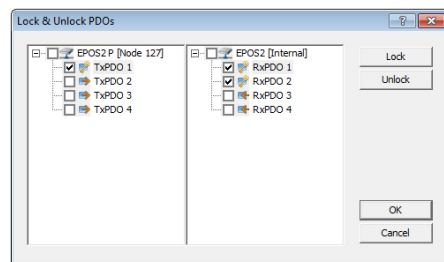 Lock & Unlock PDOs
EPOS2 P [Node 127]
TxPDO 1
TxPDO 2
TxPDO 3
TxPDO 4
EPOS2 [Internal]
RxPDO 1
RxPDO 2
RxPDO 3
RxPDO 4
Lock
Unlock
OK
Cancel